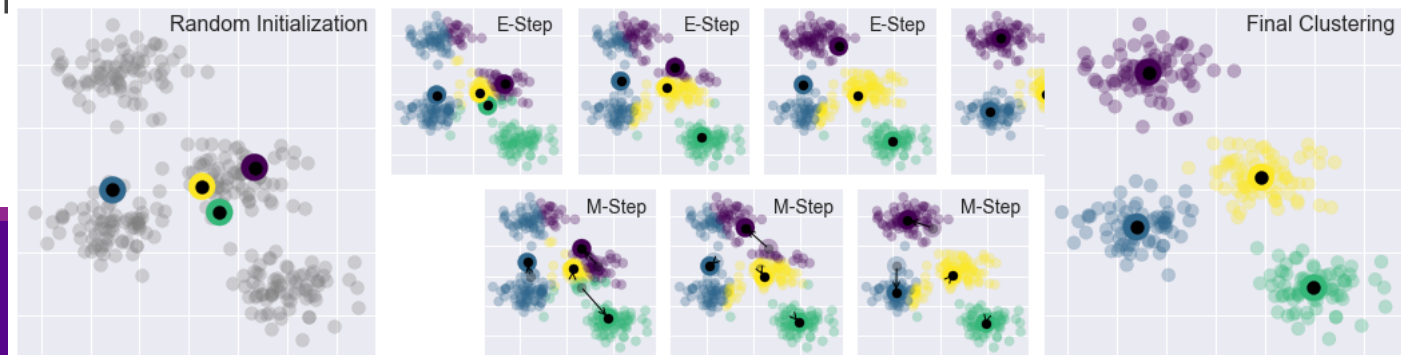 Random Initialization
E-Step
E-Step
E-Step
Final Clustering
M-Step
M-Step
M-Step